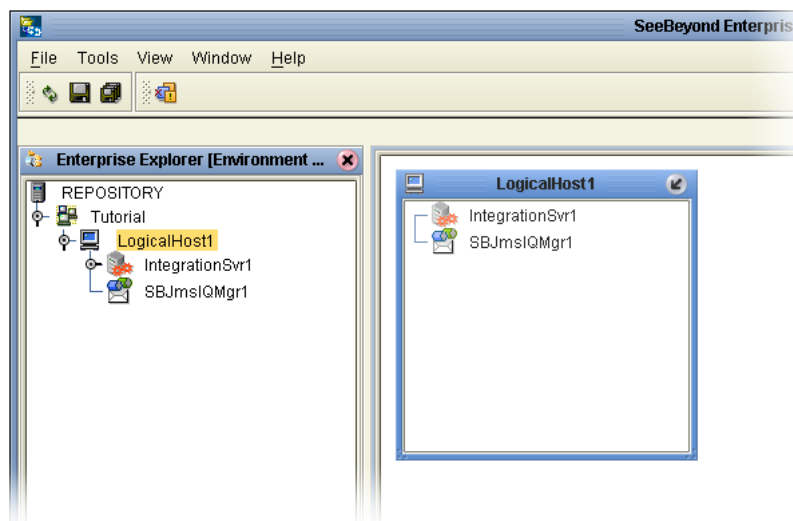 SeeBeyond Enterpris
File Tools View Window Help
Enterprise Explorer [Environment ...
REPOSITORY
Tutorial
LogicalHost1
IntegrationSvr1
SBJmsIQMgr1
LogicalHost1
IntegrationSvr1
SBJmsIQMgr1